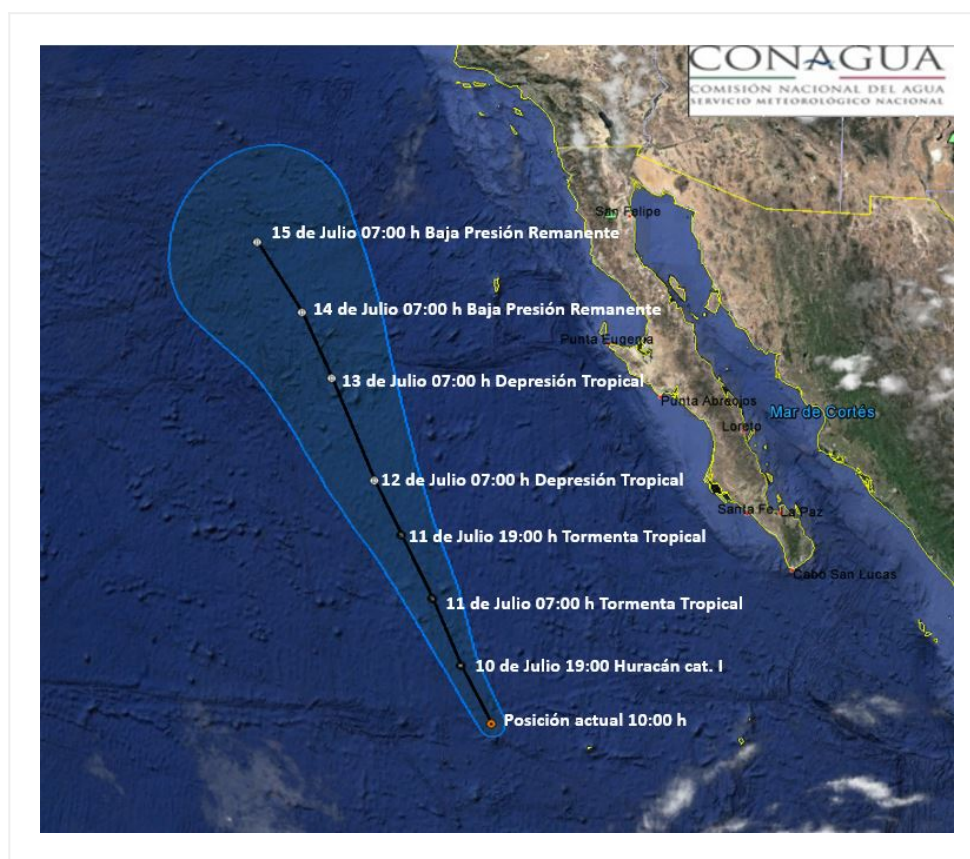 CONAGUA
COMISIÓN NACIONAL DEL AGUA
SERVICIO METEOROLÓGICO NACIONAL
San Felipe
15 de Julio 07:00 h Baja Presión Remanente
14 de Julio 07:00 h Baja Presión Remanente
Punta Eugenia
13 de Julio 07:00 h Depresión Tropical
Punta Abreojos
Mar de Cortés
Loreto
12 de Julio 07:00 h Depresión Tropical
Santa Fe.
La Paz
11 de Julio 19:00 h Tormenta Tropical
Cabo San Lucas
11 de Julio 07:00 h Tormenta Tropical
10 de Julio 19:00 Huracán cat. I
Posición actual 10:00 h